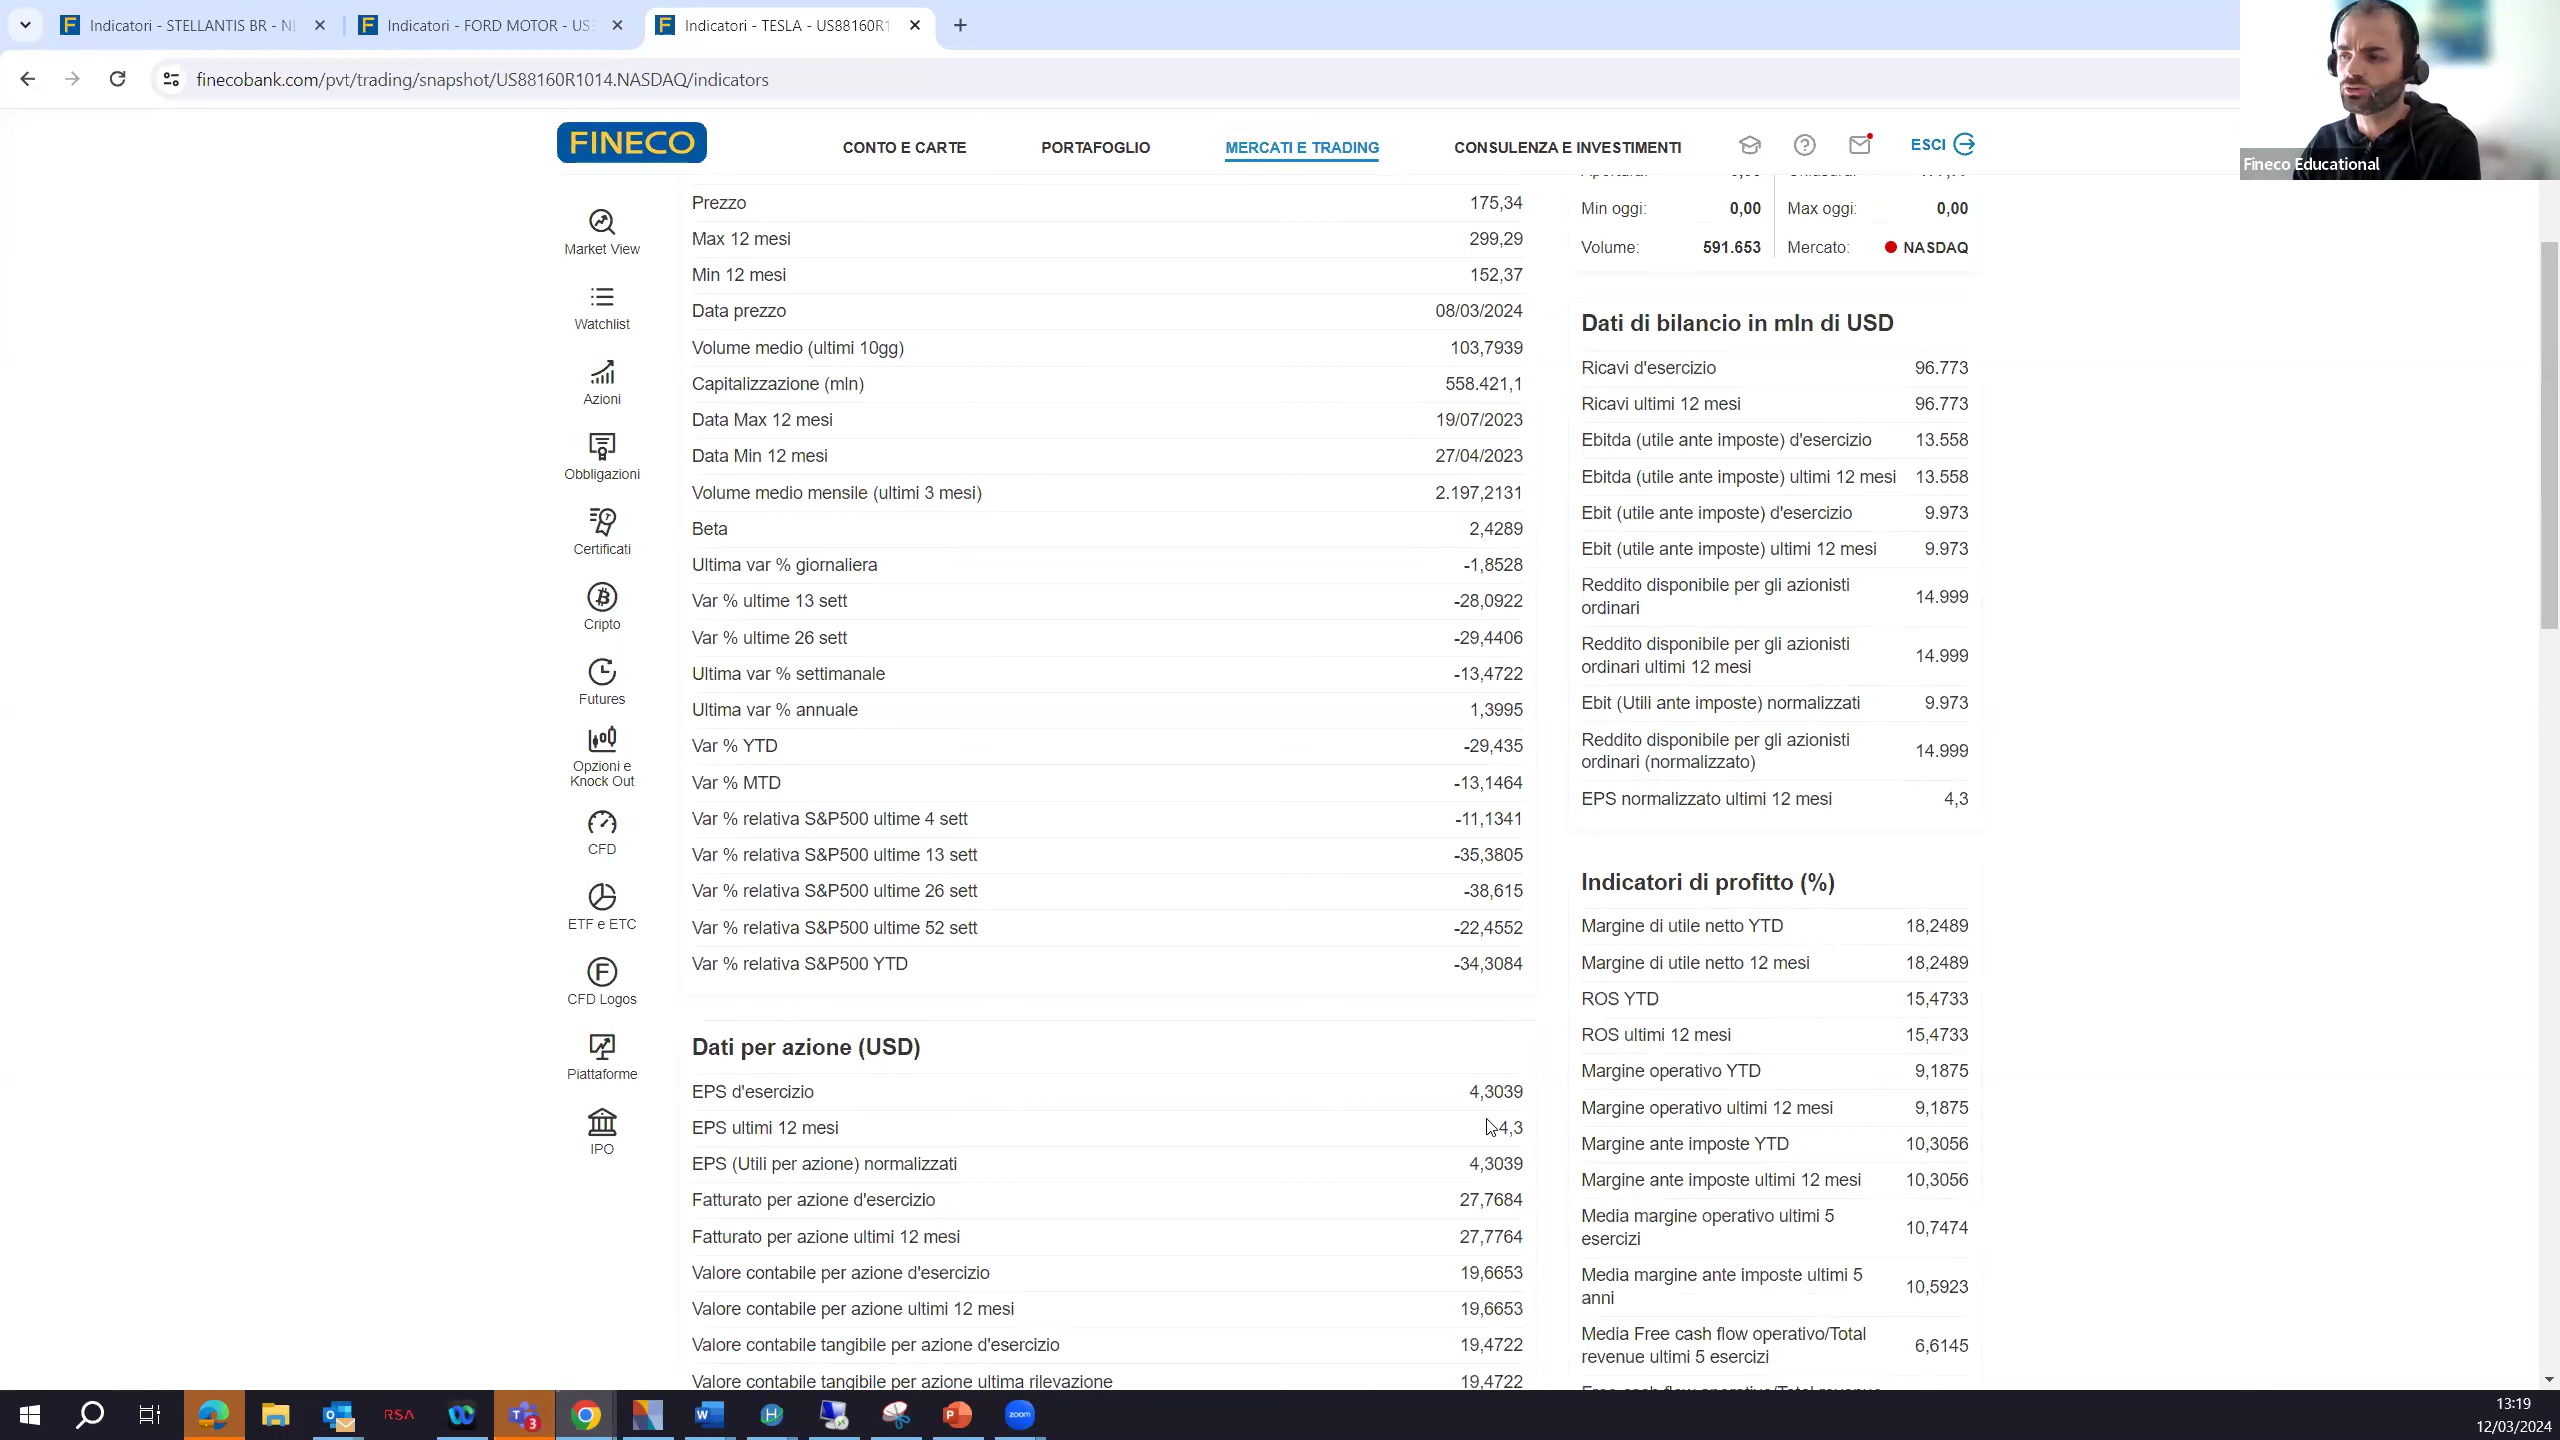 Indicatori - STELLANTIS BR - NL
Indicatori - FORD MOTOR - US3
Indicatori - TESLA - US88160R1
finecobank.com/pvt/trading/snapshot/US88160R1014.NASDAQ/indicators
Fineco Educational
FINECO
CONTO E CARTE
PORTAFOGLIO
MERCATI E TRADING
CONSULENZA E INVESTIMENTI
ESCI
Market View
Watchlist
Azioni
Obbligazioni
Certificati
Cripto
Futures
Opzioni e
Knock Out
CFD
ETF e ETC
CFD Logos
Piattaforme
IPO
Prezzo 175,34
Max 12 mesi 299,29
Min 12 mesi 152,37
Data prezzo 08/03/2024
Volume medio (ultimi 10gg) 103,7939
Capitalizzazione (mln) 558.421,1
Data Max 12 mesi 19/07/2023
Data Min 12 mesi 27/04/2023
Volume medio mensile (ultimi 3 mesi) 2.197,2131
Beta 2,4289
Ultima var % giornaliera -1,8528
Var % ultime 13 sett -28,0922
Var % ultime 26 sett -29,4406
Ultima var % settimanale -13,4722
Ultima var % annuale 1,3995
Var % YTD -29,435
Var % MTD -13,1464
Var % relativa S&P500 ultime 4 sett -11,1341
Var % relativa S&P500 ultime 13 sett -35,3805
Var % relativa S&P500 ultime 26 sett -38,615
Var % relativa S&P500 ultime 52 sett -22,4552
Var % relativa S&P500 YTD -34,3084
Dati per azione (USD)
EPS d'esercizio 4,3039
EPS ultimi 12 mesi 4,3
EPS (Utili per azione) normalizzati 4,3039
Fatturato per azione d'esercizio 27,7684
Fatturato per azione ultimi 12 mesi 27,7764
Valore contabile per azione d'esercizio 19,6653
Valore contabile per azione ultimi 12 mesi 19,6653
Valore contabile tangibile per azione d'esercizio 19,4722
Valore contabile tangibile per azione ultima rilevazione 19,4722
Min oggi: 0,00 Max oggi: 0,00
Volume: 591.653 Mercato: NASDAQ
Dati di bilancio in mln di USD
Ricavi d'esercizio 96.773
Ricavi ultimi 12 mesi 96.773
Ebitda (utile ante imposte) d'esercizio 13.558
Ebitda (utile ante imposte) ultimi 12 mesi 13.558
Ebit (utile ante imposte) d'esercizio 9.973
Ebit (utile ante imposte) ultimi 12 mesi 9.973
Reddito disponibile per gli azionisti
ordinari 14.999
Reddito disponibile per gli azionisti
ordinari ultimi 12 mesi 14.999
Ebit (Utili ante imposte) normalizzati 9.973
Reddito disponibile per gli azionisti
ordinari (normalizzato) 14.999
EPS normalizzato ultimi 12 mesi 4,3
Indicatori di profitto (%)
Margine di utile netto YTD 18,2489
Margine di utile netto 12 mesi 18,2489
ROS YTD 15,4733
ROS ultimi 12 mesi 15,4733
Margine operativo YTD 9,1875
Margine operativo ultimi 12 mesi 9,1875
Margine ante imposte YTD 10,3056
Margine ante imposte ultimi 12 mesi 10,3056
Media margine operativo ultimi 5
esercizi 10,7474
Media margine ante imposte ultimi 5
anni 10,5923
Media Free cash flow operativo/Total
revenue ultimi 5 esercizi 6,6145
RSA
zoom
13:19
12/03/2024